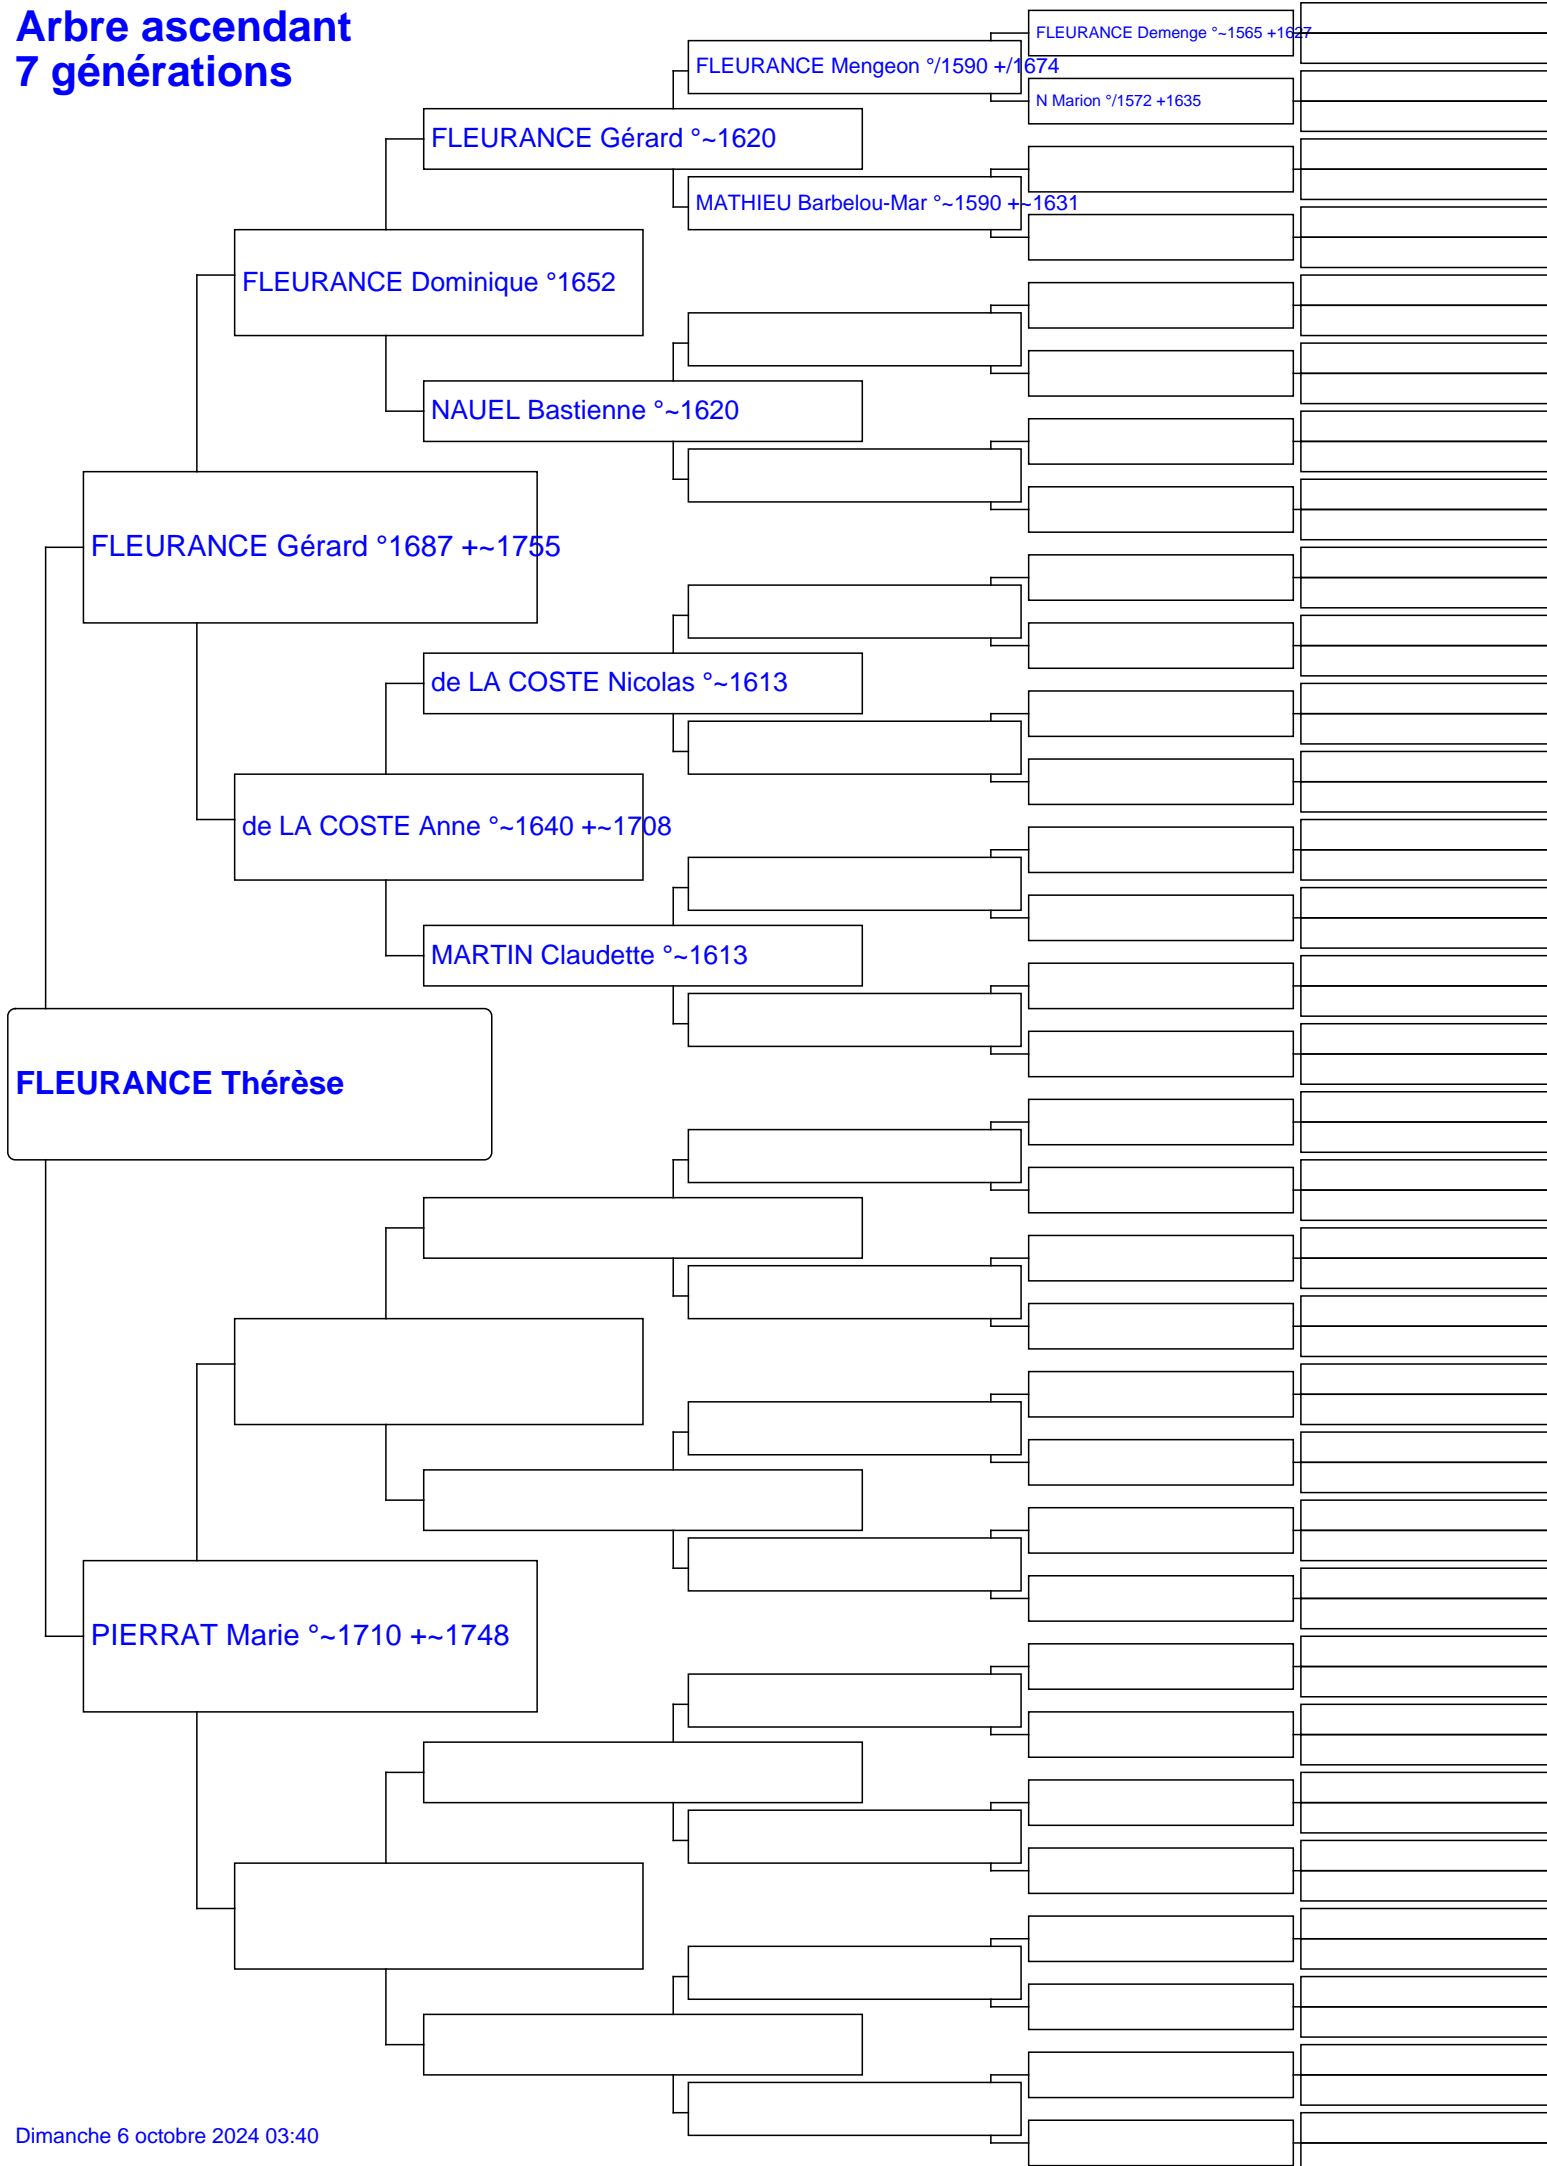 Arbre ascendant
7 générations
FLEURANCE Demenge °~1565 +1627
FLEURANCE Mengeon °/1590 +/1674
N Marion °/1572 +1635
FLEURANCE Gérard °~1620
MATHIEU Barbelou-Mar °~1590 +~1631
FLEURANCE Dominique °1652
NAUEL Bastienne °~1620
FLEURANCE Gérard °1687 +~1755
de LA COSTE Nicolas °~1613
de LA COSTE Anne °~1640 +~1708
MARTIN Claudette °~1613
FLEURANCE Thérèse
PIERRAT Marie °~1710 +~1748
Dimanche 6 octobre 2024 03:40